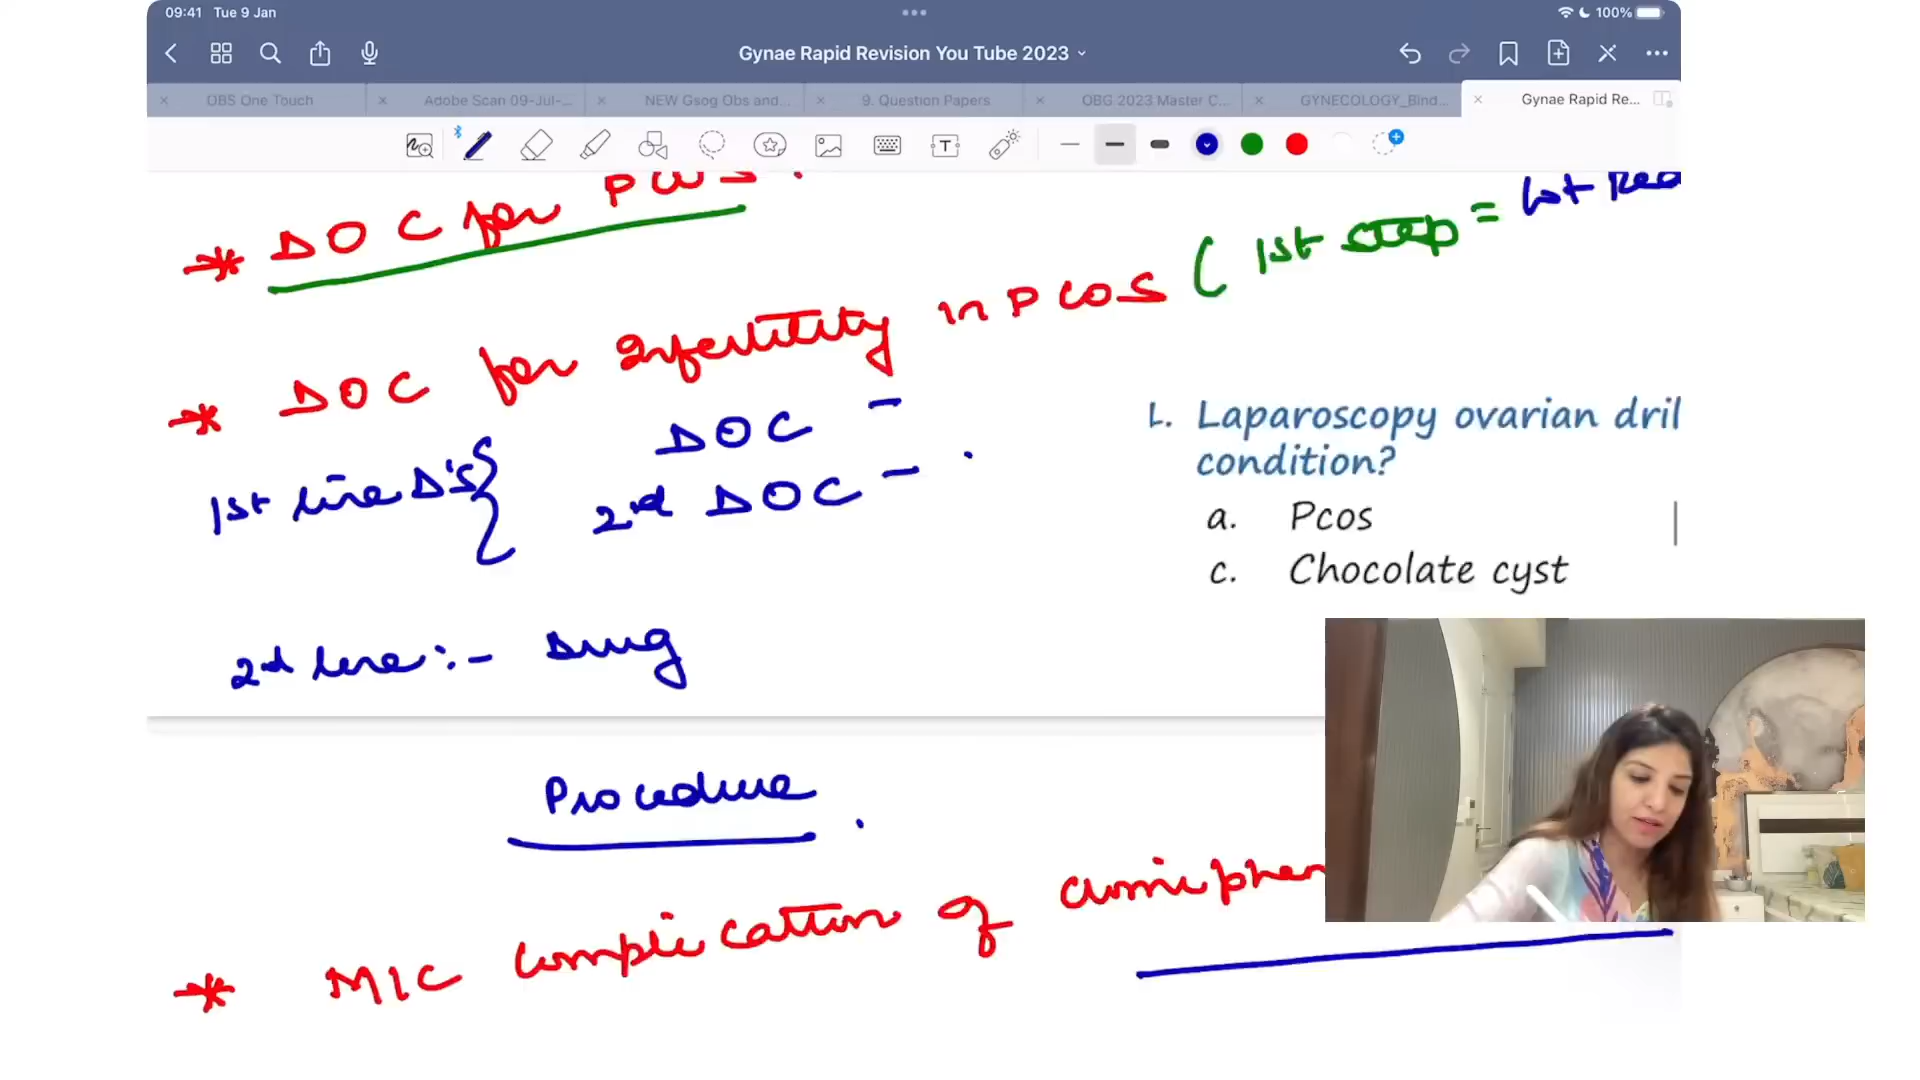 09:41 Tue 9 Jan
100%
Gynae Rapid Revision You Tube 2023
OBS One Touch
Adobe Scan 09-Jul-...
NEW Gsog Obs and...
9. Question Papers
OBG 2023 Master C...
GYNECOLOGY_Bind...
Gynae Rapid Re...
* DOC for PCOS.
(1st step =
* DOC for Infertility in PCOS
1st line D's { DOC -
2nd DOC - .
2nd line :- Drug
L. Laparoscopy ovarian dril
condition?
a. Pcos
c. Chocolate cyst
Procedure.
* M/C complication of clomiphen